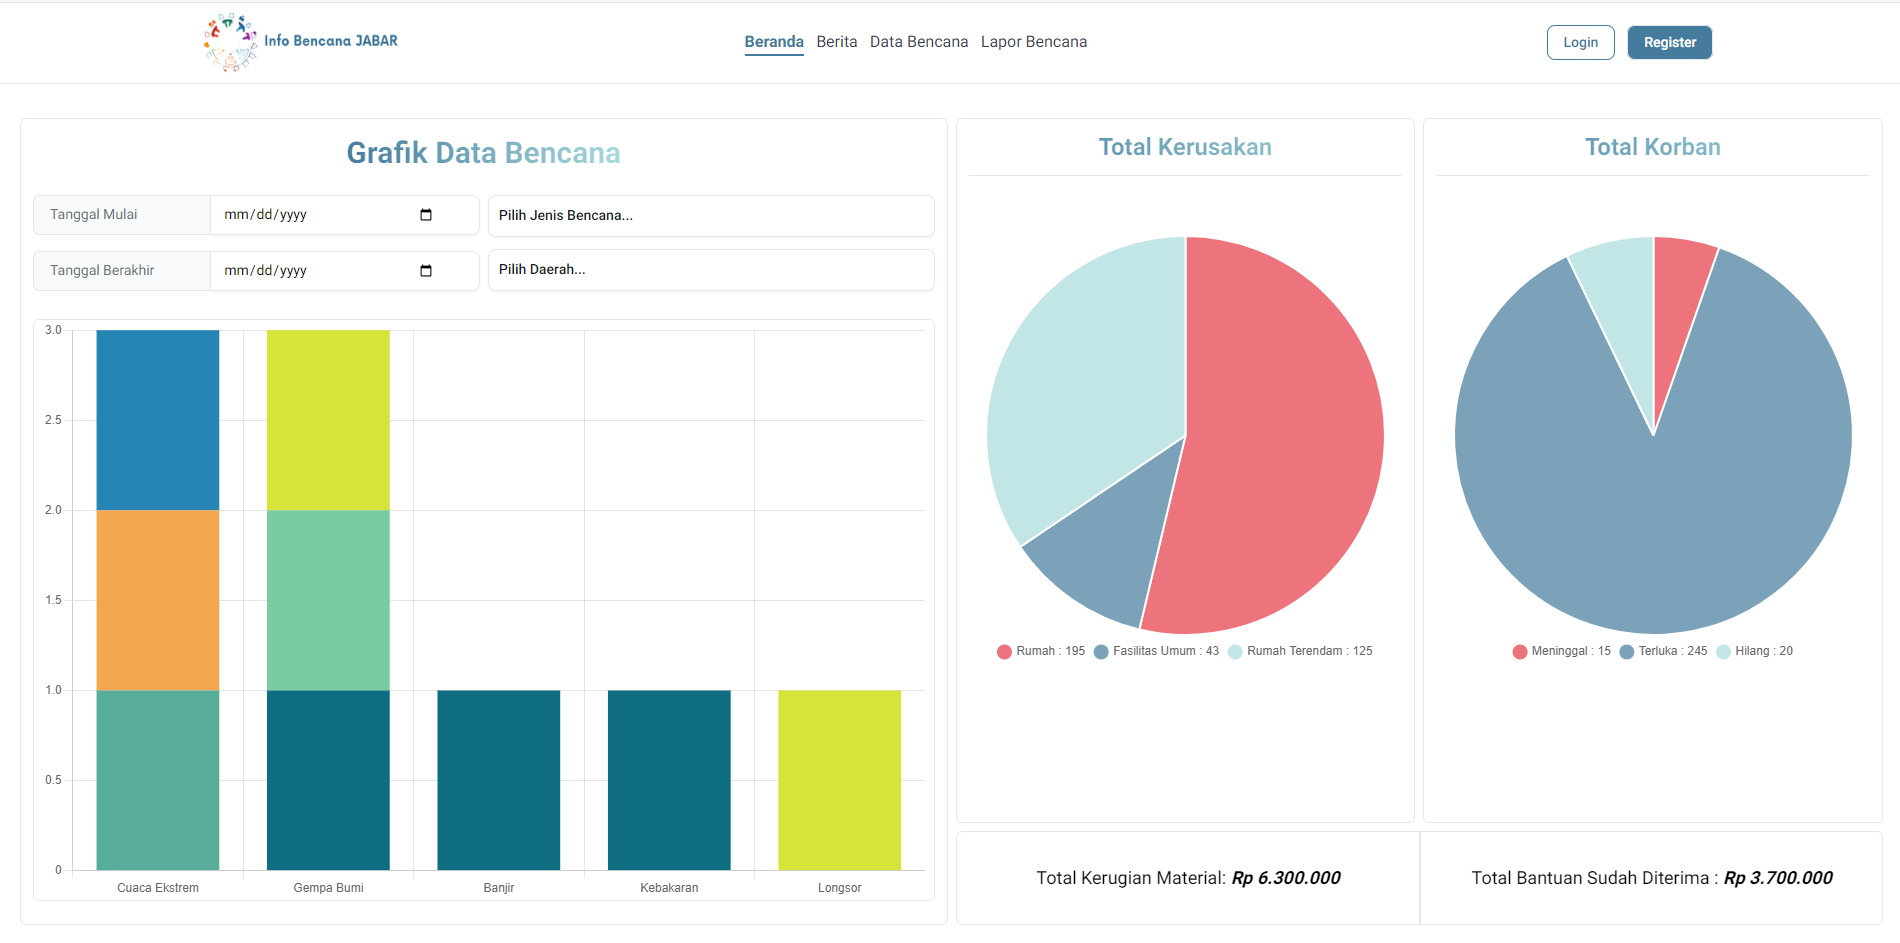 Info Bencana JABAR
Beranda Berita Data Bencana Lapor Bencana
Login Register
Grafik Data Bencana
Tanggal Mulai mm/dd/yyyy Pilih Jenis Bencana...
Tanggal Berakhir mm/dd/yyyy Pilih Daerah...
3.0
2.5
2.0
1.5
1.0
0.5
0
Cuaca Ekstrem Gempa Bumi Banjir Kebakaran Longsor
Total Kerusakan
Rumah : 195 Fasilitas Umum : 43 Rumah Terendam : 125
Total Korban
Meninggal : 15 Terluka : 245 Hilang : 20
Total Kerugian Material: Rp 6.300.000
Total Bantuan Sudah Diterima : Rp 3.700.000